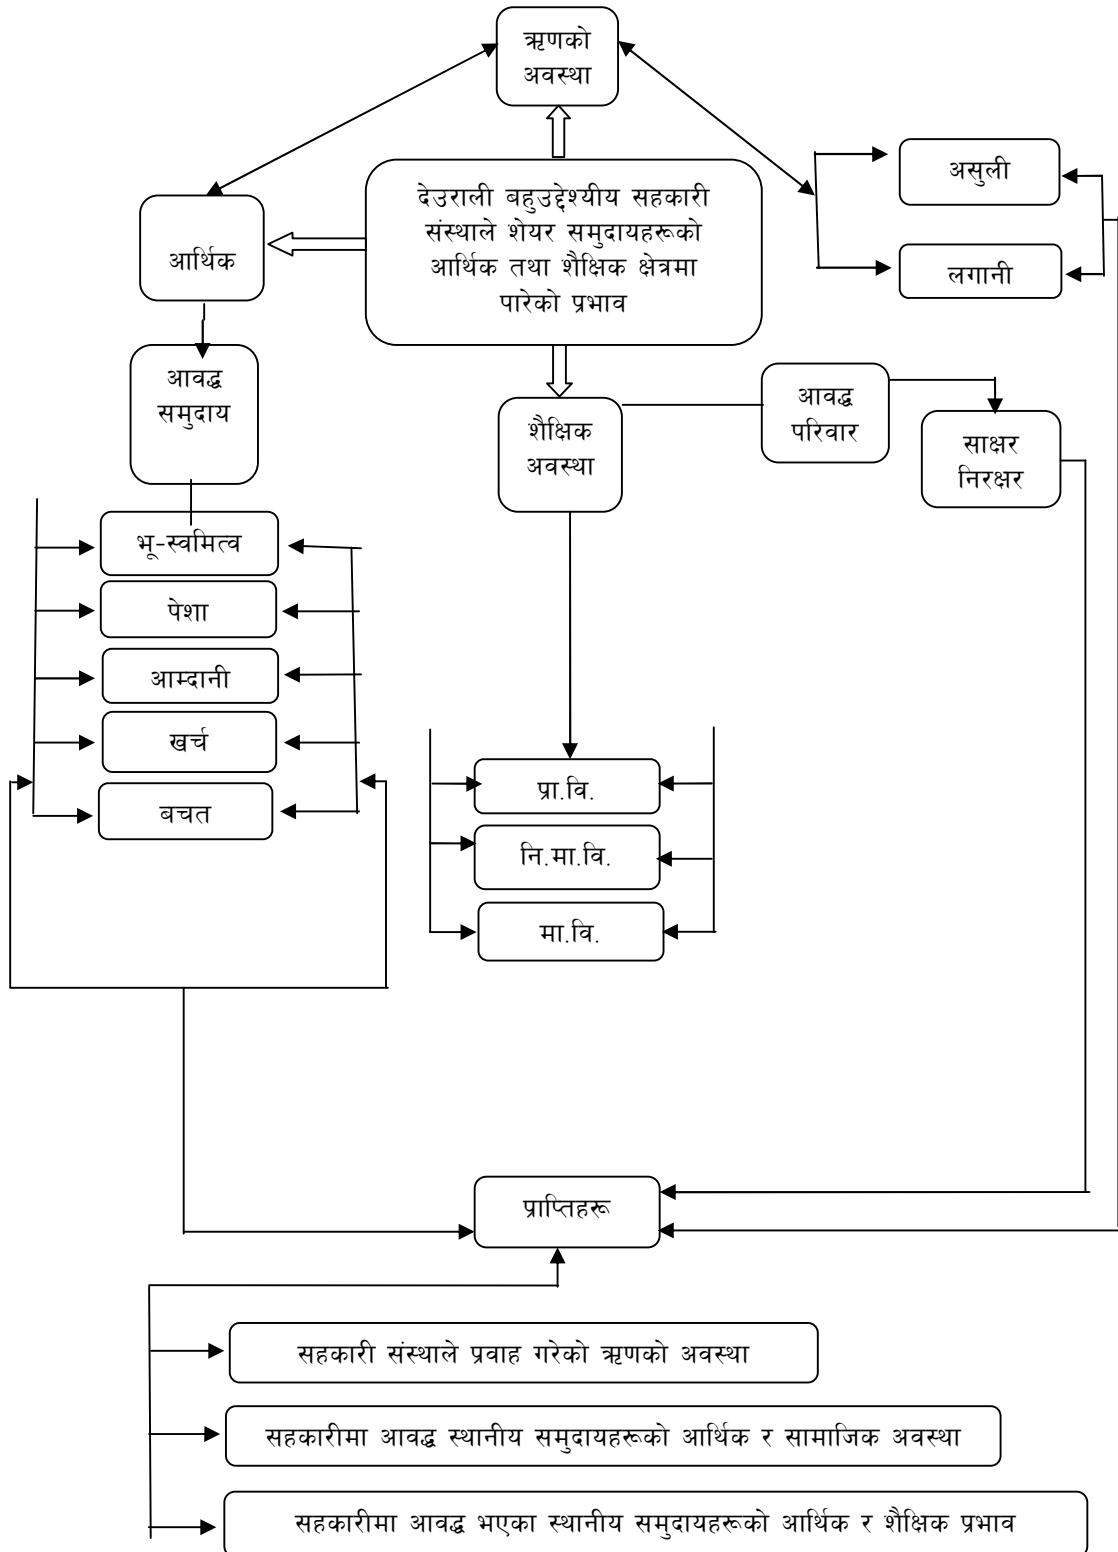 ऋणको
अवस्था
देउराली बहुउद्देश्यीय सहकारी
संस्थाले शेयर समुदायहरूको
आर्थिक तथा शैक्षिक क्षेत्रमा
पारेको प्रभाव
असुली
लगानी
आर्थिक
आवद्ध
समुदाय
शैक्षिक
अवस्था
आवद्ध
परिवार
साक्षर
निरक्षर
भू-स्वमित्व
पेशा
आम्दानी
खर्च
बचत
प्रा.वि.
नि.मा.वि.
मा.वि.
प्राप्तिहरू
सहकारी संस्थाले प्रवाह गरेको ऋणको अवस्था
सहकारीमा आवद्ध स्थानीय समुदायहरूको आर्थिक र सामाजिक अवस्था
सहकारीमा आवद्ध भएका स्थानीय समुदायहरूको आर्थिक र शैक्षिक प्रभाव